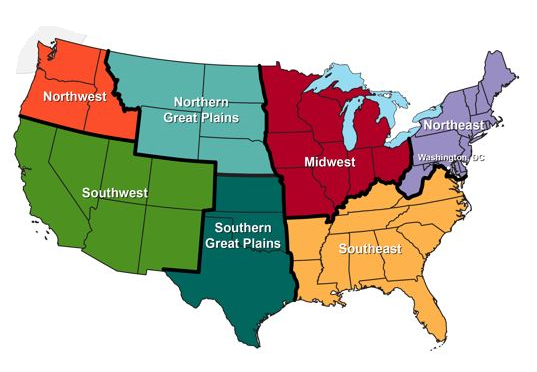 Northwest
Northern
Great Plains
Northeast
Midwest
Washington, DC
Southwest
Southern
Great Plains
Southeast